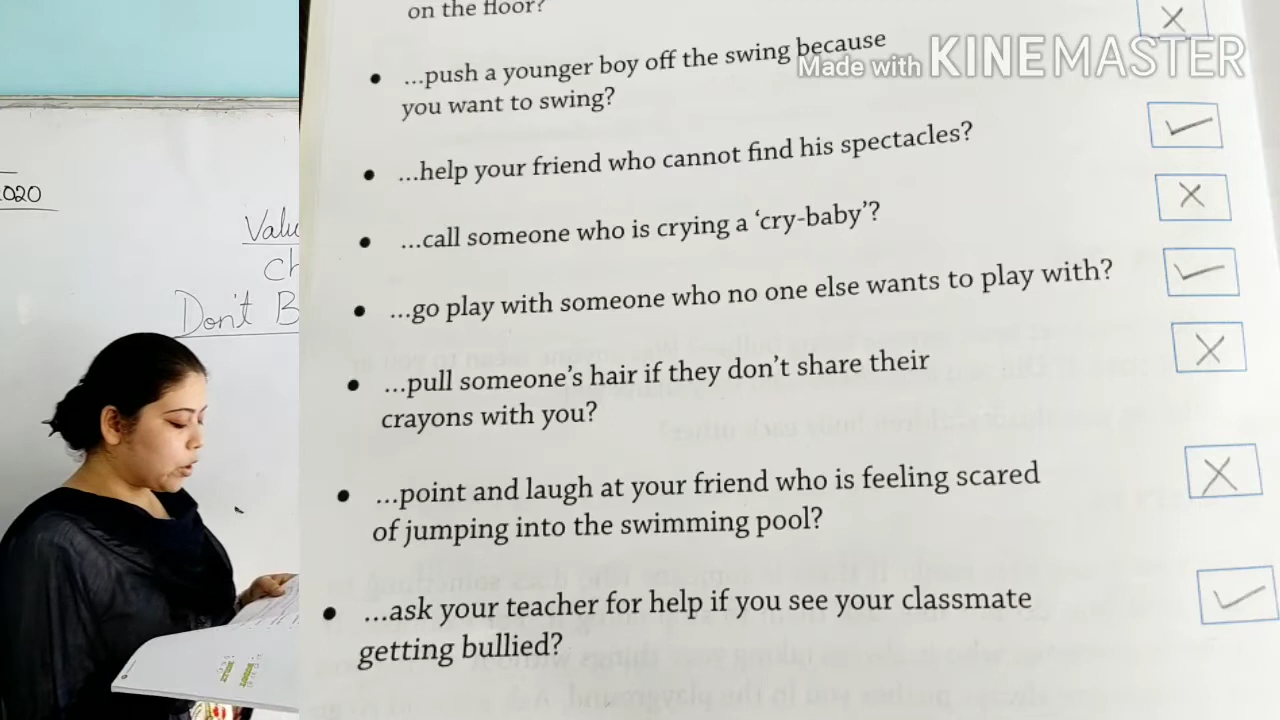 on the floor?
...push a younger boy off the swing because
you want to swing?
...help your friend who cannot find his spectacles?
...call someone who is crying a ‘cry-baby’?
...go play with someone who no one else wants to play with?
...pull someone’s hair if they don’t share their
crayons with you?
...point and laugh at your friend who is feeling scared
of jumping into the swimming pool?
...ask your teacher for help if you see your classmate
getting bullied?
Made with KINEMASTER
2020
Valu
Ch
Don't B